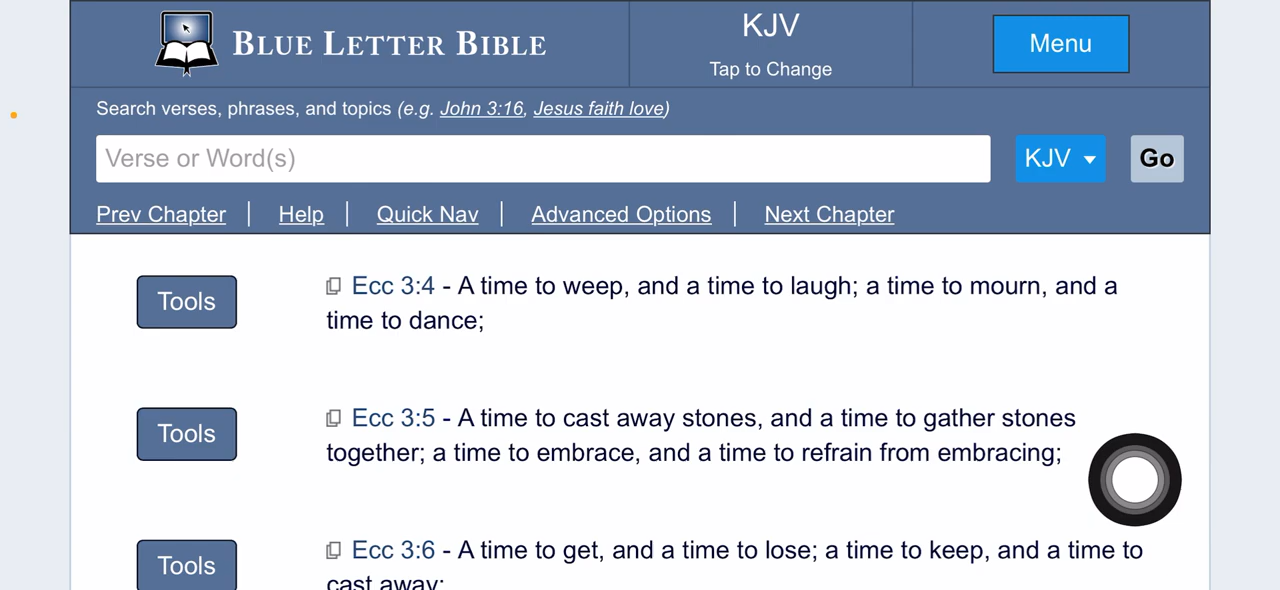 BLUE LETTER BIBLE
KJV
Tap to Change
Menu
Search verses, phrases, and topics (e.g. John 3:16, Jesus faith love)
Verse or Word(s)
KJV
Go
Prev Chapter | Help | Quick Nav | Advanced Options | Next Chapter
Tools
Ecc 3:4 - A time to weep, and a time to laugh; a time to mourn, and a
time to dance;
Tools
Ecc 3:5 - A time to cast away stones, and a time to gather stones
together; a time to embrace, and a time to refrain from embracing;
Tools
Ecc 3:6 - A time to get, and a time to lose; a time to keep, and a time to
cast away;